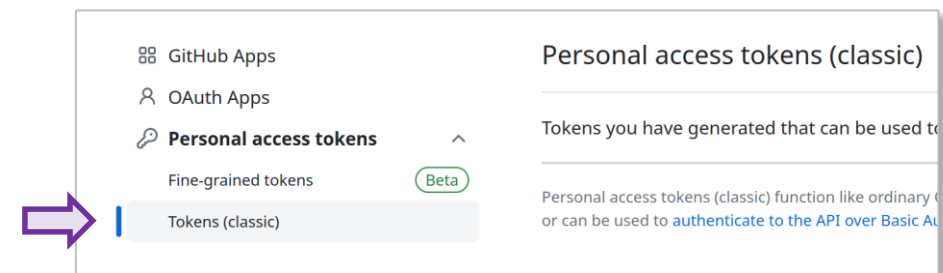 GitHub Apps
OAuth Apps
Personal access tokens
Fine-grained tokens
Beta
Tokens (classic)
Personal access tokens (classic)
Tokens you have generated that can be used
Personal access tokens (classic) function like ordinary
or can be used to authenticate to the API over Basic